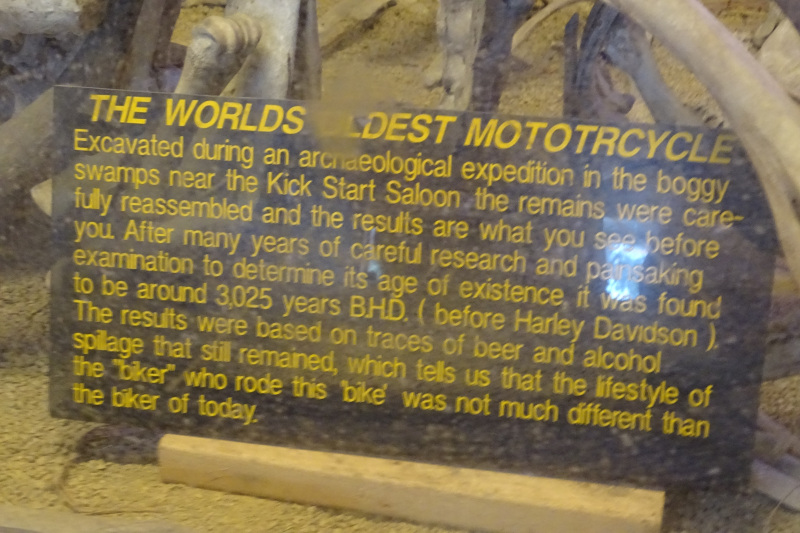 THE WORLDS OLDEST MOTOTRCYCLE
Excavated during an archaeological expedition in the boggy
swamps near the Kick Start Saloon the remains were care-
fully reassembled and the results are what you see before
you. After many years of careful research and painsaking
examination to determine its age of existence, it was found
to be around 3,025 years B.H.D. ( before Harley Davidson ),
The results were based on traces of beer and alcohol
spillage that still remained, which tells us that the lifestyle of
the "biker" who rode this 'bike' was not much different than
the biker of today.